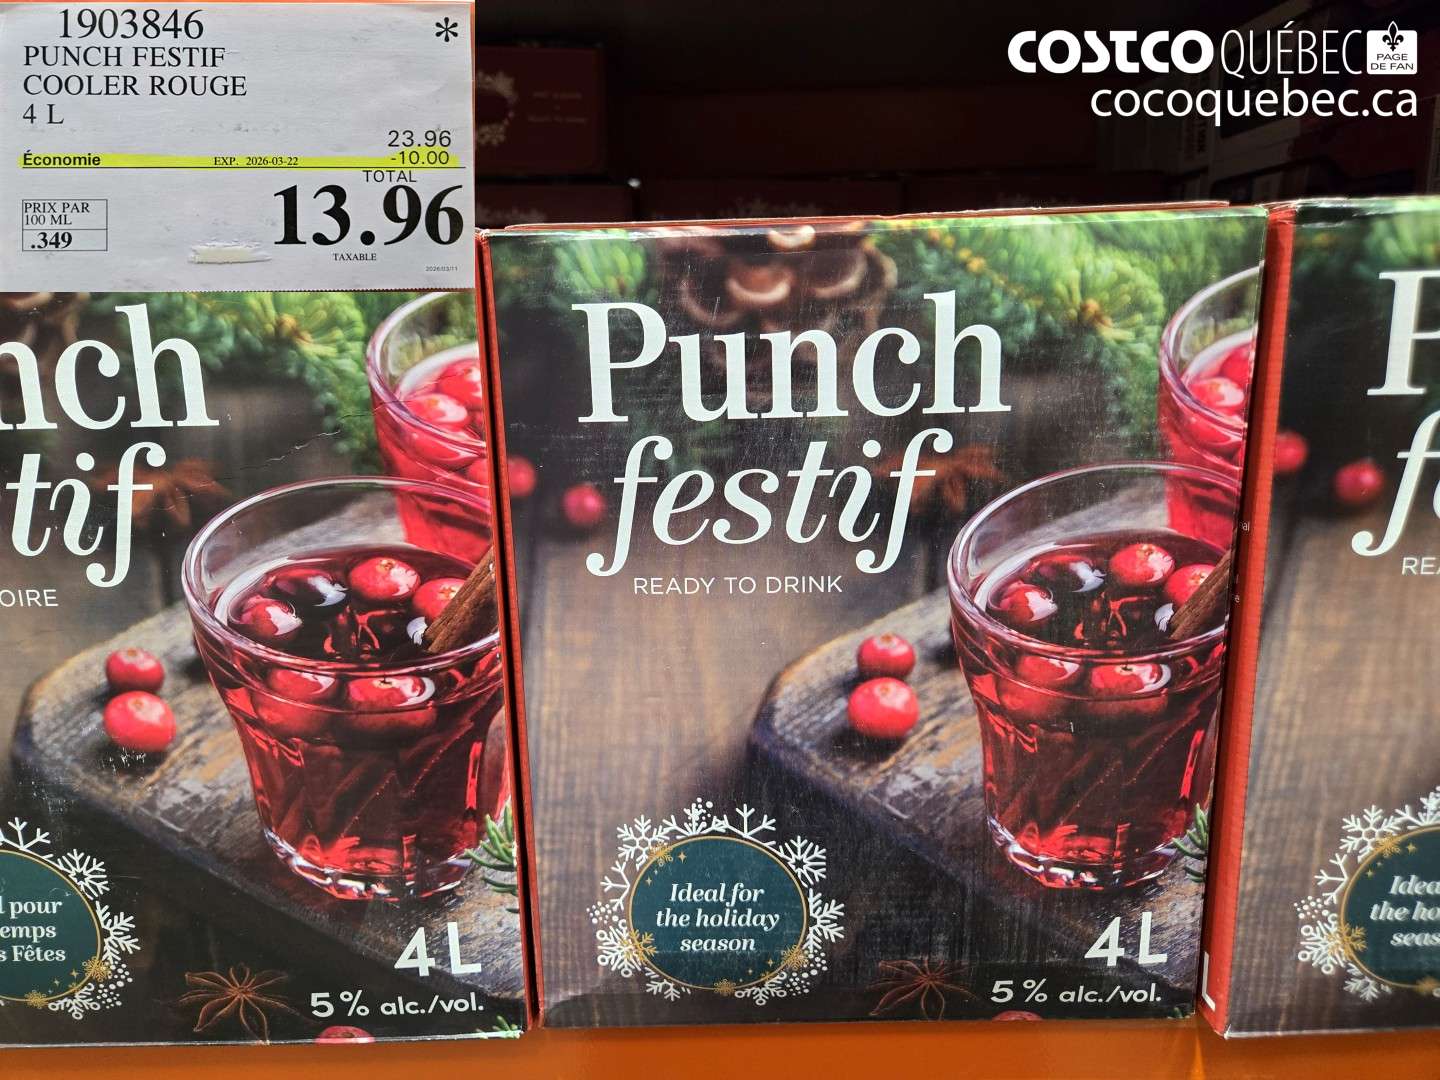 1903846 *
PUNCH FESTIF
COOLER ROUGE
4 L
23.96
Économie EXP. 2026-03-22 -10.00
TOTAL
13.96
PRIX PAR
100 ML
.349
TAXABLE
2026/03/11
COSTCO QUÉBEC PAGE DE FAN
cocoquebec.ca
nch
tif
OIRE
l pour
emps
s Fêtes
4 L
5 % alc./vol.
Punch
festif
READY TO DRINK
Ideal for
the holiday
season
4 L
5 % alc./vol.
P
f
REA
Idea
the ho
seas
L